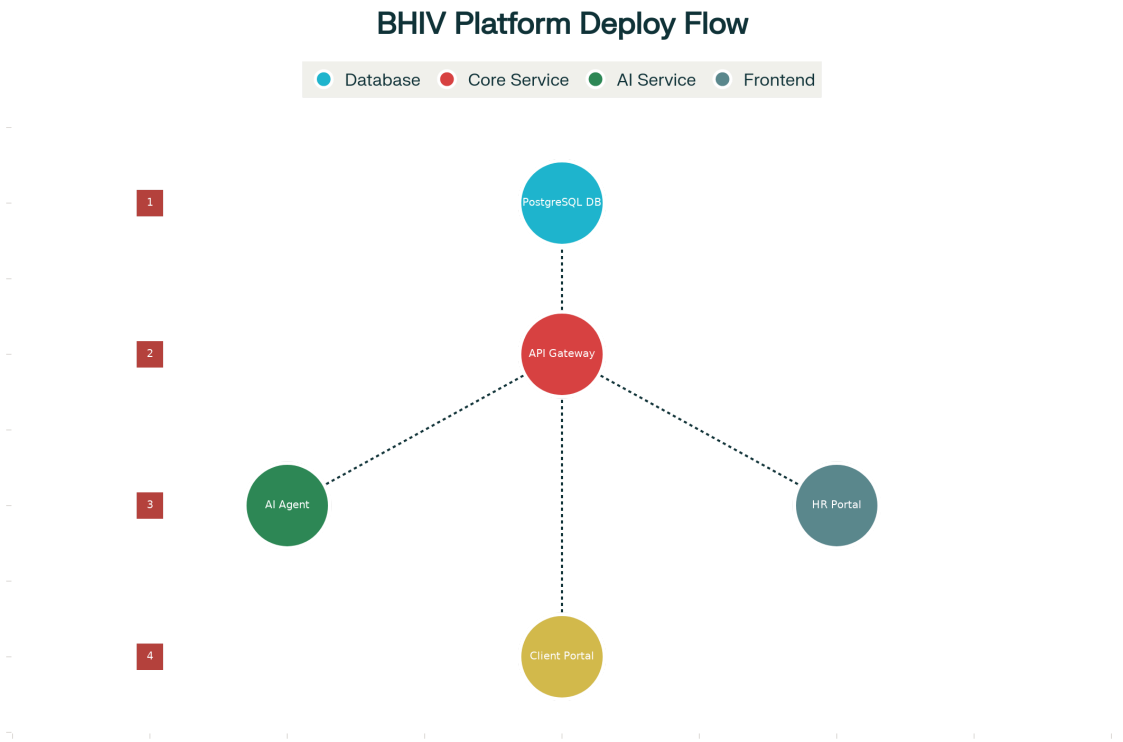 BHIV Platform Deploy Flow
Database Core Service AI Service Frontend
1
PostgreSQL DB
2
API Gateway
3
AI Agent
HR Portal
4
Client Portal